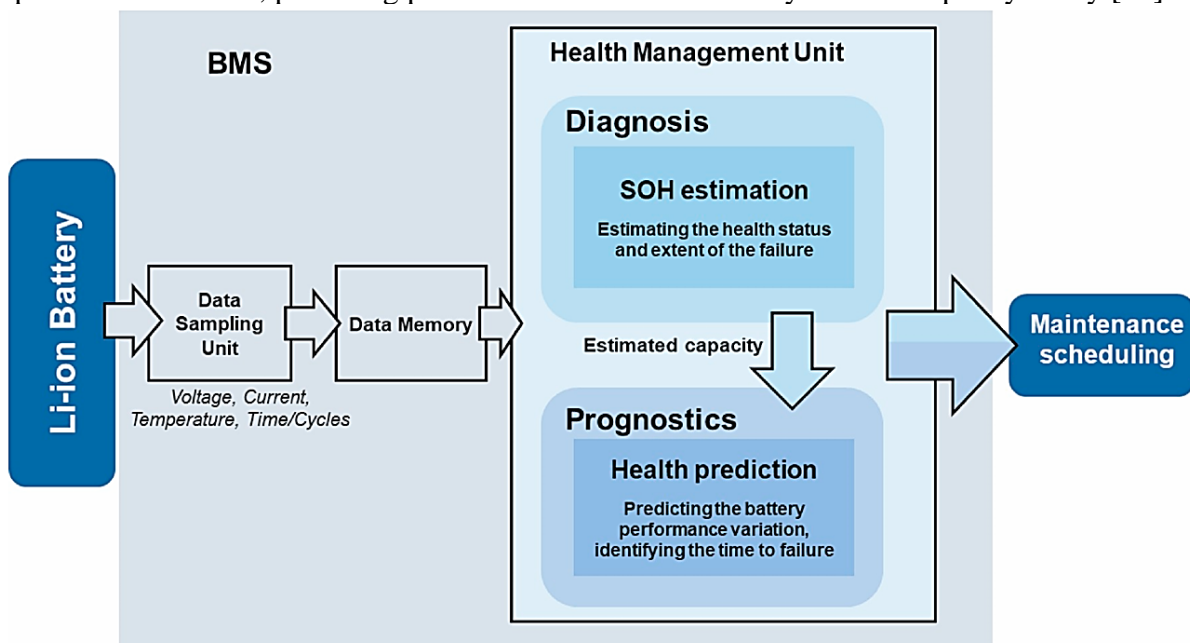 BMS
Health Management Unit
Diagnosis
SOH estimation
Estimating the health status
and extent of the failure
Li-ion Battery
Data
Sampling
Unit
Data Memory
Voltage, Current,
Temperature, Time/Cycles
Estimated capacity
Prognostics
Health prediction
Predicting the battery
performance variation,
identifying the time to failure
Maintenance
scheduling